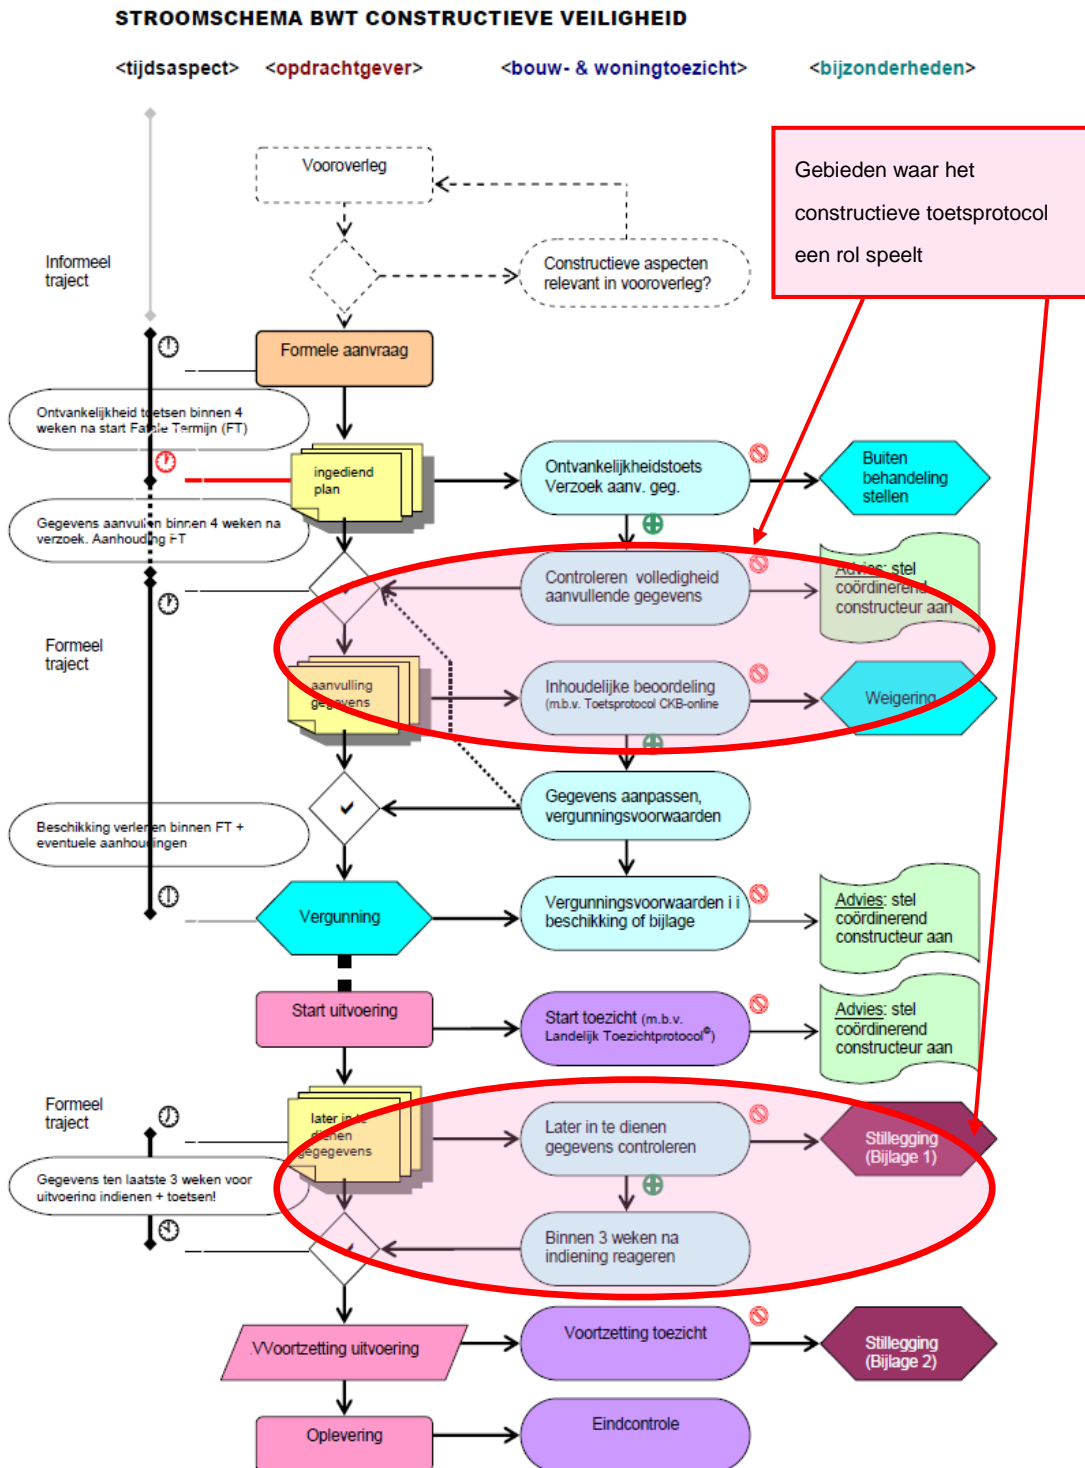 STROOMSCHEMA BWT CONSTRUCTIEVE VEILIGHEID
<tijdsaspect> <opdrachtgever> <bouw- & woningtoezicht> <bijzonderheden>
Gebieden waar het
constructieve toetsprotocol
een rol speelt
Vooroverleg
Informeel
traject
Constructieve aspecten
relevant in vooroverleg?
Formele aanvraag
Ontvankelijkheid toetsen binnen 4
weken na start Fatale Termijn (FT)
ingediend
plan
Ontvankelijkheidstoets
Verzoek aanv. geg.
Buiten
behandeling
stellen
Gegevens aanvullen binnen 4 weken na
verzoek. Aanhouding FT
Controleren volledigheid
aanvullende gegevens
Advies: stel
coördinerend
constructeur aan
Formeel
traject
aanvulling
gegevens
Inhoudelijke beoordeling
(m.b.v. Toetsprotocol CKB-online
Weigering
Gegevens aanpassen,
vergunningsvoorwaarden
Beschikking verlenen binnen FT +
eventuele aanhoudingen
Vergunning
Vergunningsvoorwaarden i i
beschikking of bijlage
Advies: stel
coördinerend
constructeur aan
Start uitvoering
Start toezicht (m.b.v.
Landelijk Toezichtprotocol©)
Advies: stel
coördinerend
constructeur aan
Formeel
traject
later in te
dienen
gegegevens
Later in te dienen
gegevens controleren
Stillegging
(Bijlage 1)
Gegevens ten laatste 3 weken voor
uitvoering indienen + toetsen!
Binnen 3 weken na
indiening reageren
.VVoortzetting uitvoering
Voortzetting toezicht
Stillegging
(Bijlage 2)
Oplevering
Eindcontrole